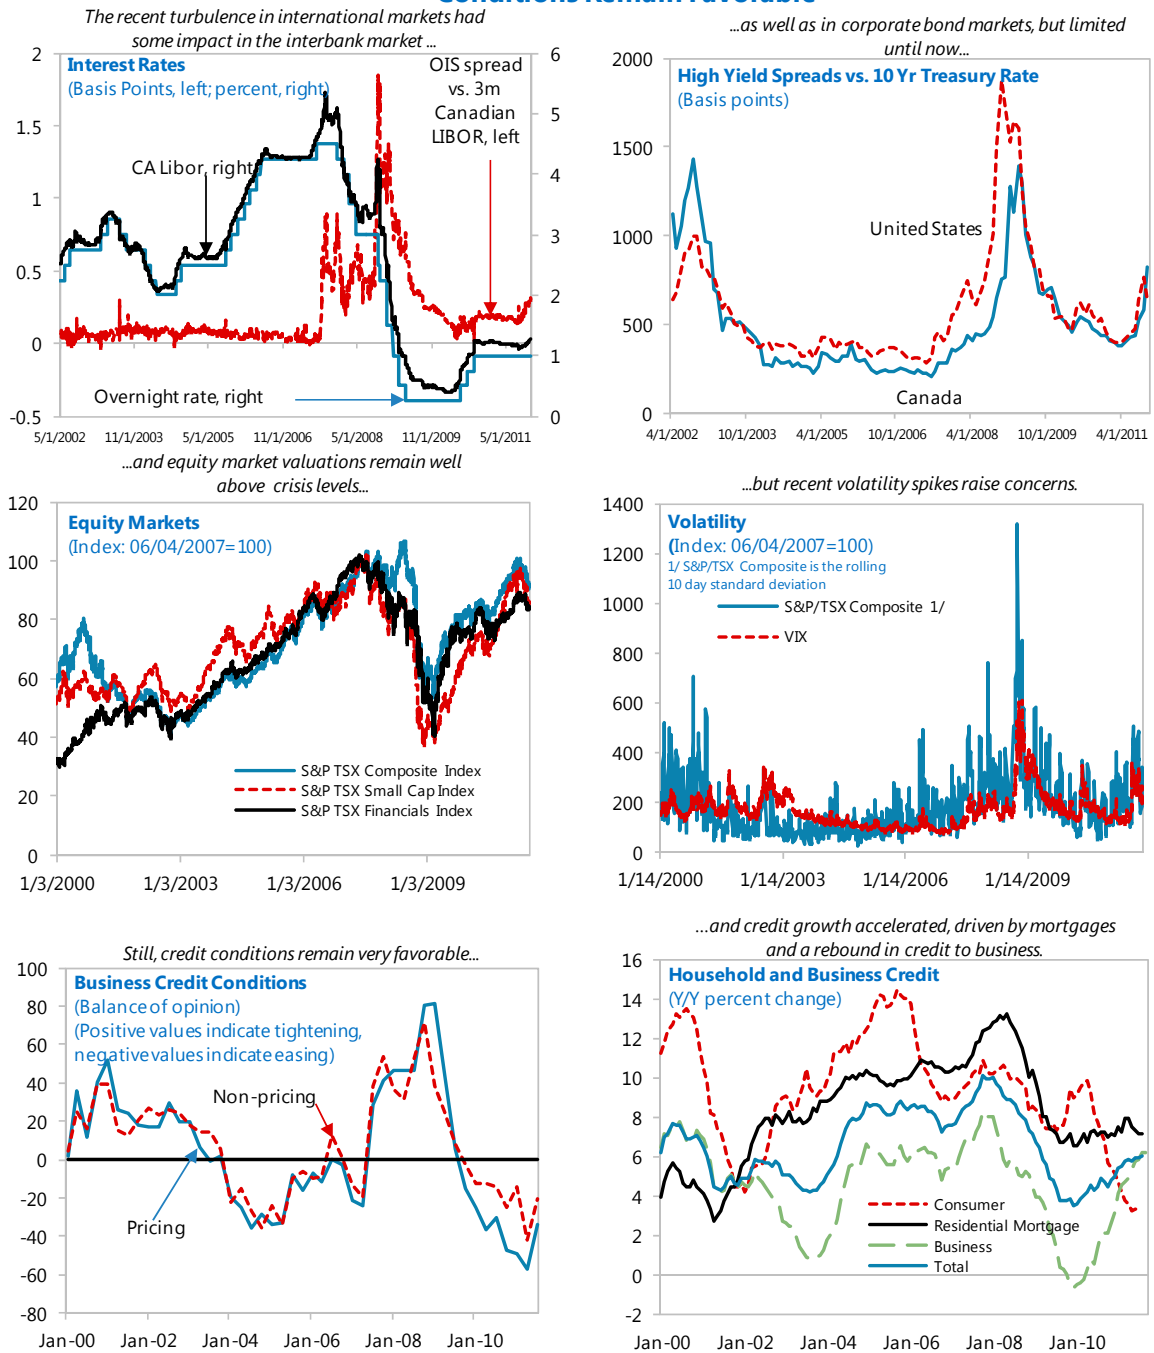 Conditions Remain Favorable
The recent turbulence in international markets had
some impact in the interbank market ...
Interest Rates
(Basis Points, left; percent, right)
OIS spread
vs. 3m
Canadian
LIBOR, left
CA Libor, right
Overnight rate, right
2
1.5
1
0.5
0
-0.5
6
5
4
3
2
1
0
5/1/2002 11/1/2003 5/1/2005 11/1/2006 5/1/2008 11/1/2009 5/1/2011
...as well as in corporate bond markets, but limited
until now...
High Yield Spreads vs. 10 Yr Treasury Rate
(Basis points)
United States
Canada
2000
1500
1000
500
0
4/1/2002 10/1/2003 4/1/2005 10/1/2006 4/1/2008 10/1/2009 4/1/2011
...and equity market valuations remain well
above crisis levels...
Equity Markets
(Index: 06/04/2007=100)
S&P TSX Composite Index
S&P TSX Small Cap Index
S&P TSX Financials Index
120
100
80
60
40
20
0
1/3/2000 1/3/2003 1/3/2006 1/3/2009
...but recent volatility spikes raise concerns.
Volatility
(Index: 06/04/2007=100)
1/ S&P/TSX Composite is the rolling
10 day standard deviation
S&P/TSX Composite 1/
VIX
1400
1200
1000
800
600
400
200
0
1/14/2000 1/14/2003 1/14/2006 1/14/2009
Still, credit conditions remain very favorable...
Business Credit Conditions
(Balance of opinion)
(Positive values indicate tightening,
negative values indicate easing)
Non-pricing
Pricing
100
80
60
40
20
0
-20
-40
-60
-80
Jan-00 Jan-02 Jan-04 Jan-06 Jan-08 Jan-10
...and credit growth accelerated, driven by mortgages
and a rebound in credit to business.
Household and Business Credit
(Y/Y percent change)
Consumer
Residential Mortgage
Business
Total
16
14
12
10
8
6
4
2
0
-2
Jan-00 Jan-02 Jan-04 Jan-06 Jan-08 Jan-10